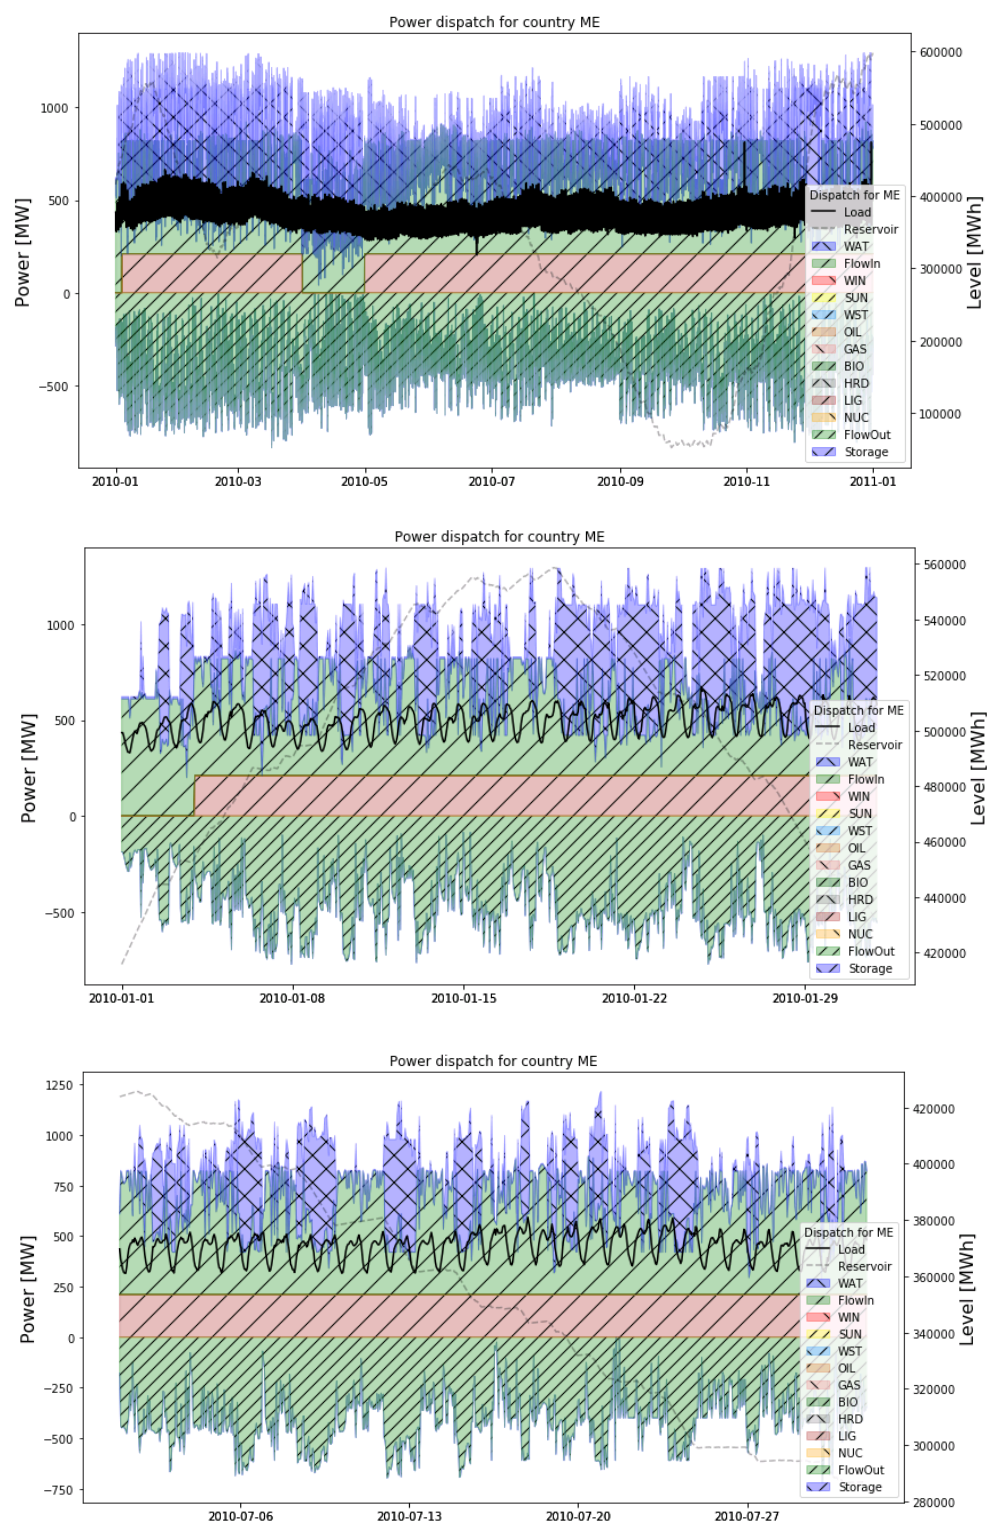 Power dispatch for country ME
Power [MW]
1000
500
0
−500
600000
500000
400000
300000
200000
100000
Level [MWh]
Dispatch for ME
Load
Reservoir
WAT
FlowIn
WIN
SUN
WST
OIL
GAS
BIO
HRD
LIG
NUC
FlowOut
Storage
2010-01 2010-03 2010-05 2010-07 2010-09 2010-11 2011-01
Power dispatch for country ME
Power [MW]
1000
500
0
−500
560000
540000
520000
500000
480000
460000
440000
420000
Level [MWh]
Dispatch for ME
Load
Reservoir
WAT
FlowIn
WIN
SUN
WST
OIL
GAS
BIO
HRD
LIG
NUC
FlowOut
Storage
2010-01-01 2010-01-08 2010-01-15 2010-01-22 2010-01-29
Power dispatch for country ME
Power [MW]
1250
1000
750
500
250
0
−250
−500
−750
420000
400000
380000
360000
340000
320000
300000
280000
Level [MWh]
Dispatch for ME
Load
Reservoir
WAT
FlowIn
WIN
SUN
WST
OIL
GAS
BIO
HRD
LIG
NUC
FlowOut
Storage
2010-07-06 2010-07-13 2010-07-20 2010-07-27